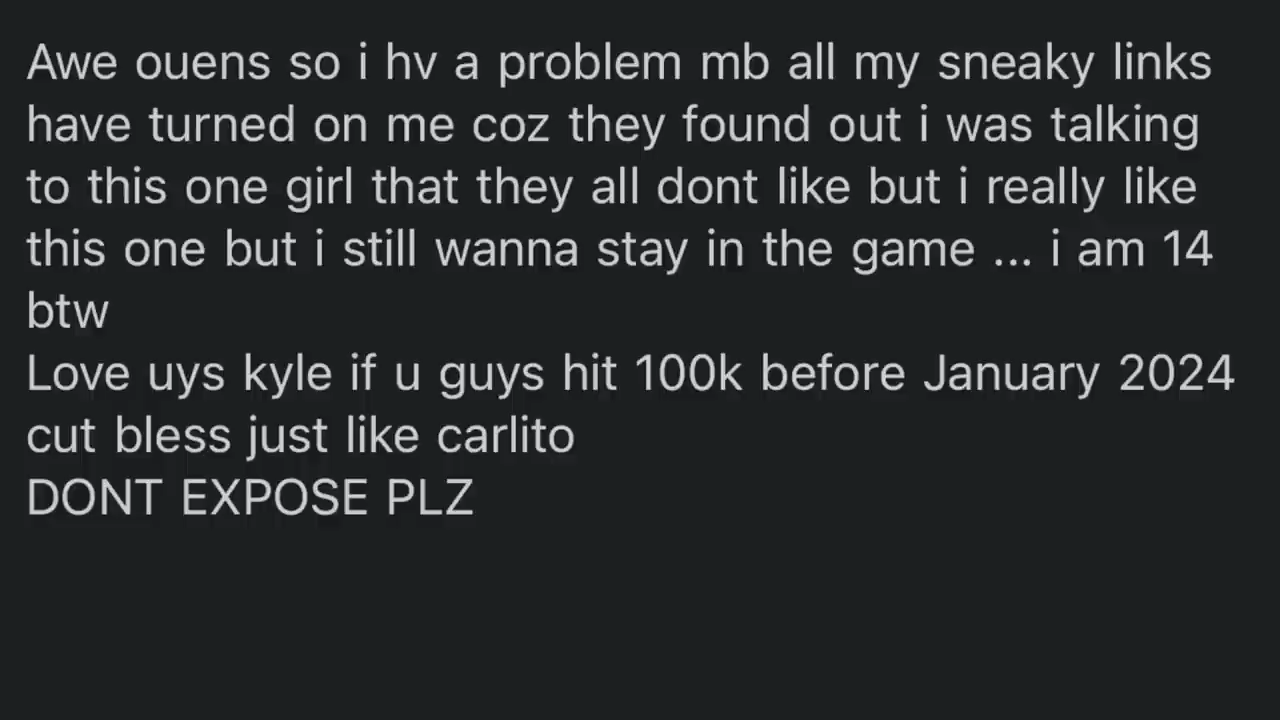 Awe ouens so i hv a problem mb all my sneaky links
have turned on me coz they found out i was talking
to this one girl that they all dont like but i really like
this one but i still wanna stay in the game ... i am 14
btw
Love uys kyle if u guys hit 100k before January 2024
cut bless just like carlito
DONT EXPOSE PLZ